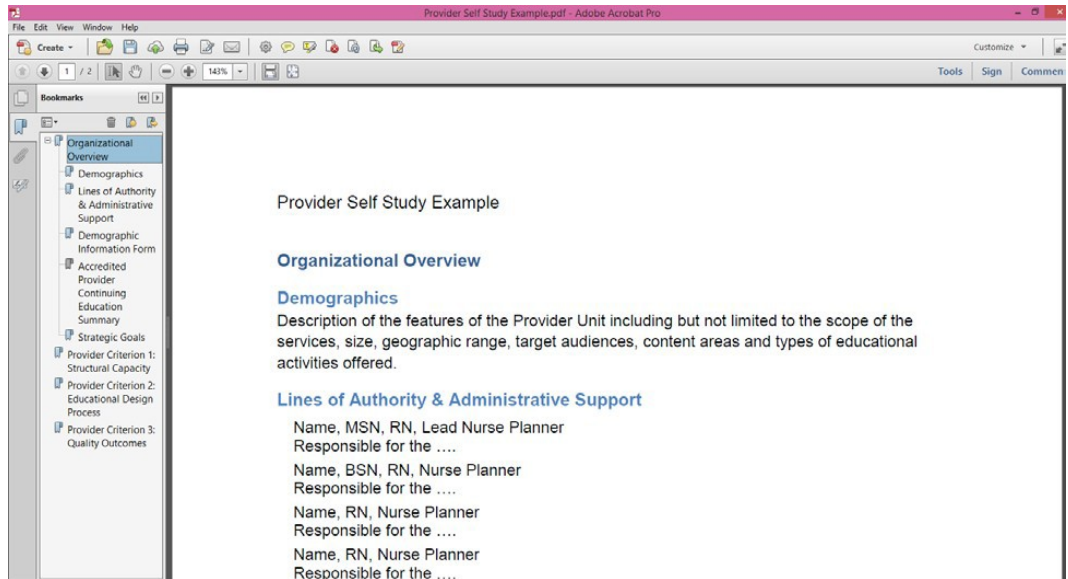 Provider Self Study Example.pdf - Adobe Acrobat Pro
File Edit View Window Help
Create
Customize
1 / 2
143%
Tools Sign Commen
Bookmarks
Organizational
Overview
Demographics
Lines of Authority
& Administrative
Support
Demographic
Information Form
Accredited
Provider
Continuing
Education
Summary
Strategic Goals
Provider Criterion 1:
Structural Capacity
Provider Criterion 2:
Educational Design
Process
Provider Criterion 3:
Quality Outcomes
Provider Self Study Example
Organizational Overview
Demographics
Description of the features of the Provider Unit including but not limited to the scope of the
services, size, geographic range, target audiences, content areas and types of educational
activities offered.
Lines of Authority & Administrative Support
Name, MSN, RN, Lead Nurse Planner
Responsible for the ….
Name, BSN, RN, Nurse Planner
Responsible for the ….
Name, RN, Nurse Planner
Responsible for the ….
Name, RN, Nurse Planner
Responsible for the ….